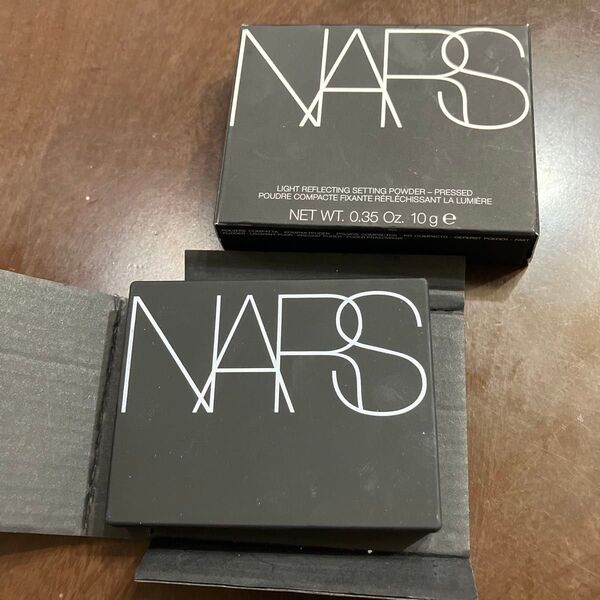 NARS
LIGHT REFLECTING SETTING POWDER – PRESSED
POUDRE COMPACTE FIXANTE RÉFLÉCHISSANT LA LUMIÈRE
NET WT. 0.35 Oz. 10 g ℮
NARS